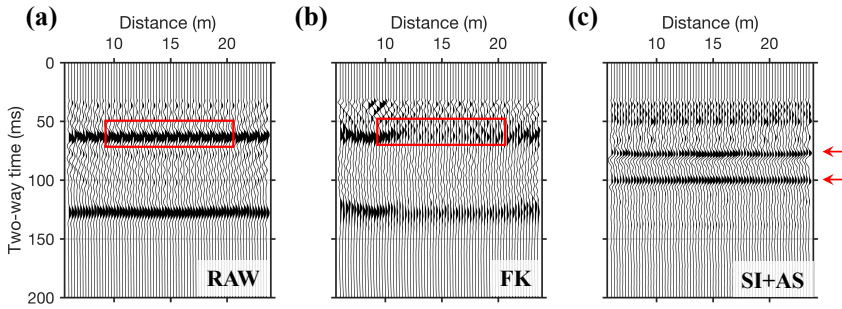 (a)
Distance (m)
10 15 20
0
50
100
150
200
Two-way time (ms)
RAW
(b)
Distance (m)
10 15 20
FK
(c)
Distance (m)
10 15 20
SI+AS